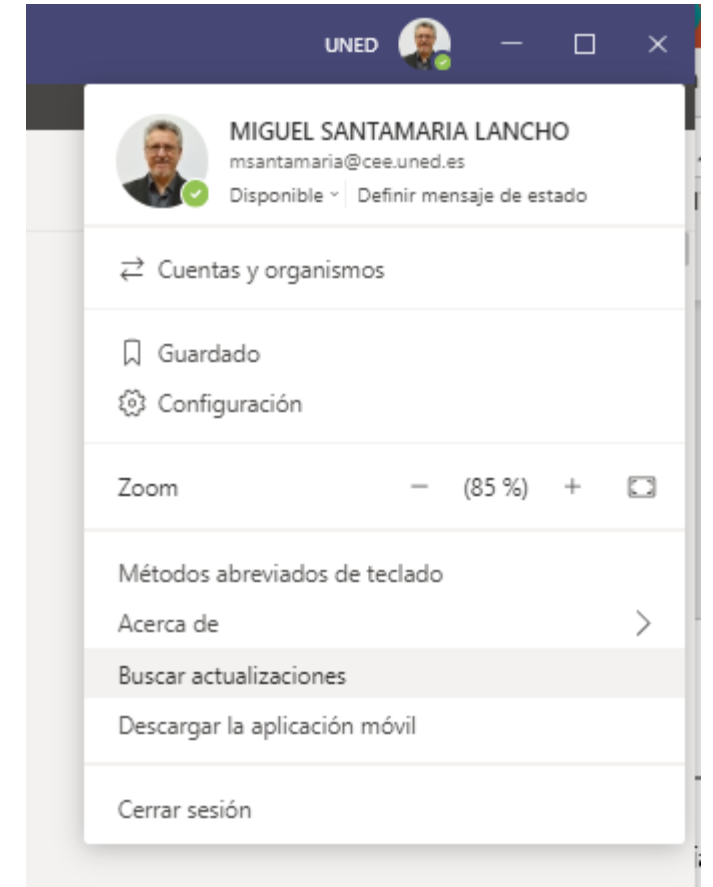 UNED
MIGUEL SANTAMARIA LANCHO
msantamaria@cee.uned.es
Disponible Definir mensaje de estado
Cuentas y organismos
Guardado
Configuración
Zoom − (85 %) +
Métodos abreviados de teclado
Acerca de
Buscar actualizaciones
Descargar la aplicación móvil
Cerrar sesión